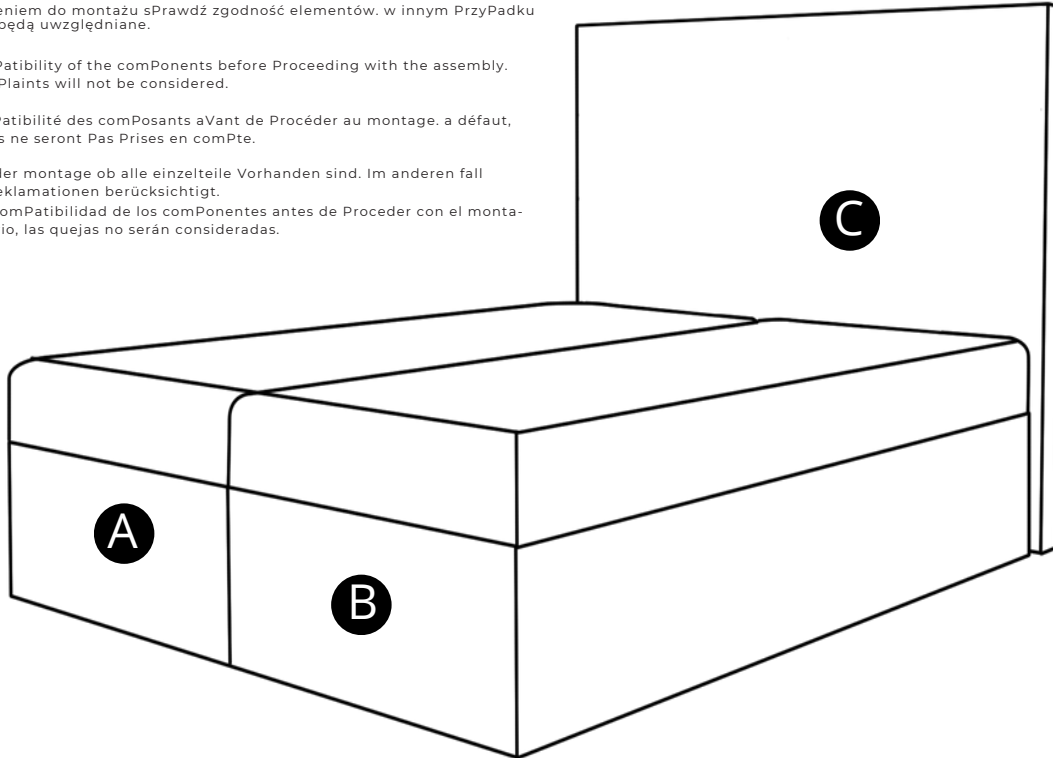 eniem do montażu sPrawdź zgodność elementów. w innym PrzyPadku
będą uwzględniane.
Patibility of the comPonents before Proceeding with the assembly.
Plaints will not be considered.
Patibilité des comPosants aVant de Procéder au montage. a défaut,
s ne seront Pas Prises en comPte.
der montage ob alle einzelteile Vorhanden sind. Im anderen fall
eklamationen berücksichtigt.
omPatibilidad de los comPonentes antes de Proceder con el monta-
io, las quejas no serán consideradas.
C
A
B